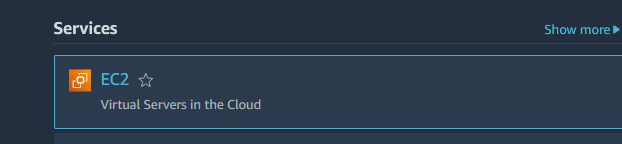 Services Show more
EC2
Virtual Servers in the Cloud